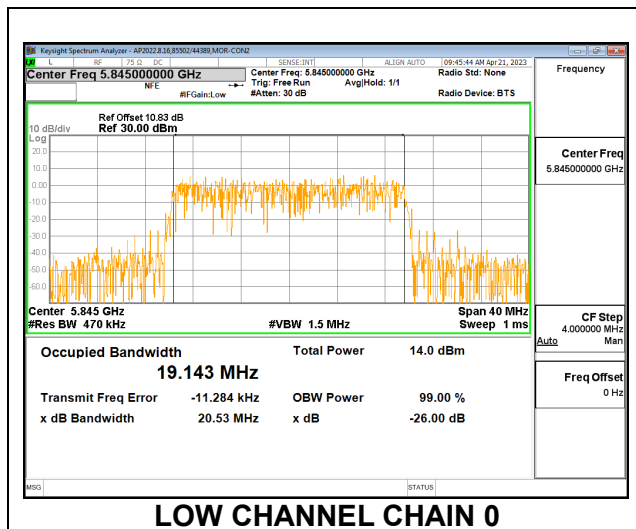 Keysight Spectrum Analyzer - AP2022.8.16,85502/44389,MOR-CON2
LXI L RF 75 Ω DC SENSE:INT ALIGN AUTO 09:45:44 AM Apr 21, 2023
Center Freq 5.845000000 GHz
NFE
#IFGain:Low
Center Freq: 5.845000000 GHz
Trig: Free Run Avg|Hold: 1/1
#Atten: 30 dB
Radio Std: None
Radio Device: BTS
Frequency
Ref Offset 10.83 dB
10 dB/div Ref 30.00 dBm
Log
20.0
10.0
0.00
-10.0
-20.0
-30.0
-40.0
-50.0
-60.0
Center Freq
5.845000000 GHz
Center 5.845 GHz Span 40 MHz
#Res BW 470 kHz #VBW 1.5 MHz Sweep 1 ms
CF Step
4.000000 MHz
Auto Man
Freq Offset
0 Hz
Occupied Bandwidth Total Power 14.0 dBm
19.143 MHz
Transmit Freq Error -11.284 kHz OBW Power 99.00 %
x dB Bandwidth 20.53 MHz x dB -26.00 dB
MSG STATUS
LOW CHANNEL CHAIN 0